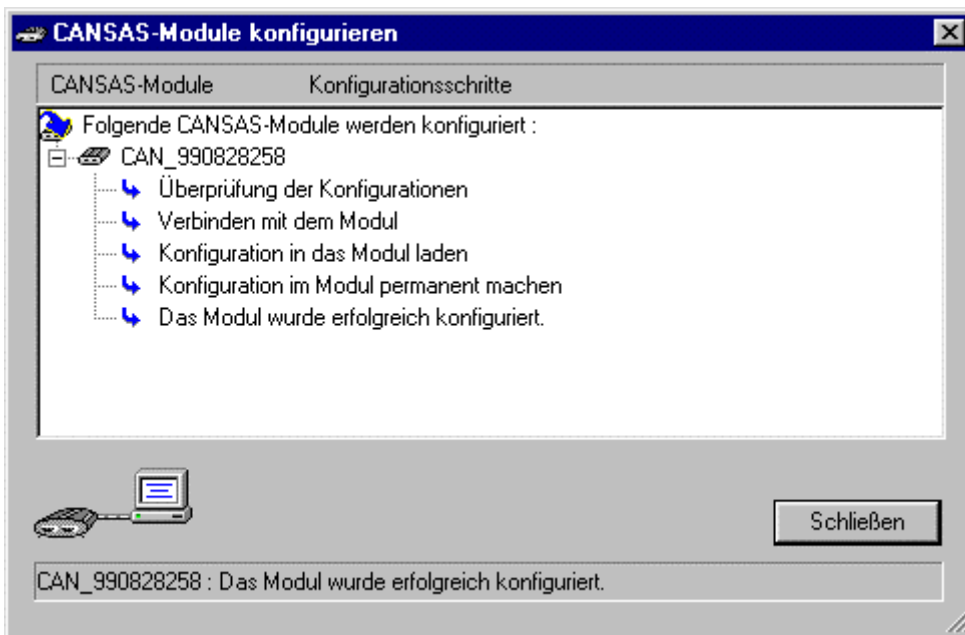 CANSAS-Module konfigurieren
CANSAS-Module Konfigurationsschritte
Folgende CANSAS-Module werden konfiguriert :
CAN_990828258
Überprüfung der Konfigurationen
Verbinden mit dem Modul
Konfiguration in das Modul laden
Konfiguration im Modul permanent machen
Das Modul wurde erfolgreich konfiguriert.
Schließen
CAN_990828258 : Das Modul wurde erfolgreich konfiguriert.